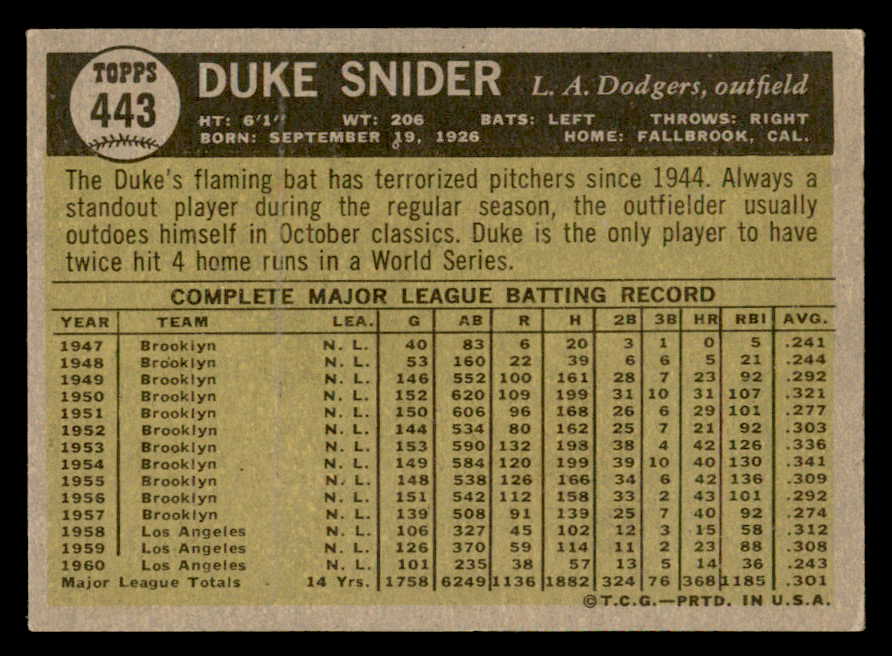 TOPPS
443
DUKE SNIDER L. A. Dodgers, outfield
HT: 6'1" WT: 206 BATS: LEFT THROWS: RIGHT
BORN: SEPTEMBER 19, 1926 HOME: FALLBROOK, CAL.
The Duke's flaming bat has terrorized pitchers since 1944. Always a
standout player during the regular season, the outfielder usually
outdoes himself in October classics. Duke is the only player to have
twice hit 4 home runs in a World Series.
COMPLETE MAJOR LEAGUE BATTING RECORD
YEAR TEAM LEA. G AB R H 2B 3B HR RBI AVG.
1947 Brooklyn N. L. 40 83 6 20 3 1 0 5 .241
1948 Brooklyn N. L. 53 160 22 39 6 6 5 21 .244
1949 Brooklyn N. L. 146 552 100 161 28 7 23 92 .292
1950 Brooklyn N. L. 152 620 109 199 31 10 31 107 .321
1951 Brooklyn N. L. 150 606 96 168 26 6 29 101 .277
1952 Brooklyn N. L. 144 534 80 162 25 7 21 92 .303
1953 Brooklyn N. L. 153 590 132 198 38 4 42 126 .336
1954 Brooklyn N. L. 149 584 120 199 39 10 40 130 .341
1955 Brooklyn N. L. 148 538 126 166 34 6 42 136 .309
1956 Brooklyn N. L. 151 542 112 158 33 2 43 101 .292
1957 Brooklyn N. L. 139 508 91 139 25 7 40 92 .274
1958 Los Angeles N. L. 106 327 45 102 12 3 15 58 .312
1959 Los Angeles N. L. 126 370 59 114 11 2 23 88 .308
1960 Los Angeles N. L. 101 235 38 57 13 5 14 36 .243
Major League Totals 14 Yrs. 1758 6249 1136 1882 324 76 368 1185 .301
©T.C.G.—PRTD. IN U.S.A.